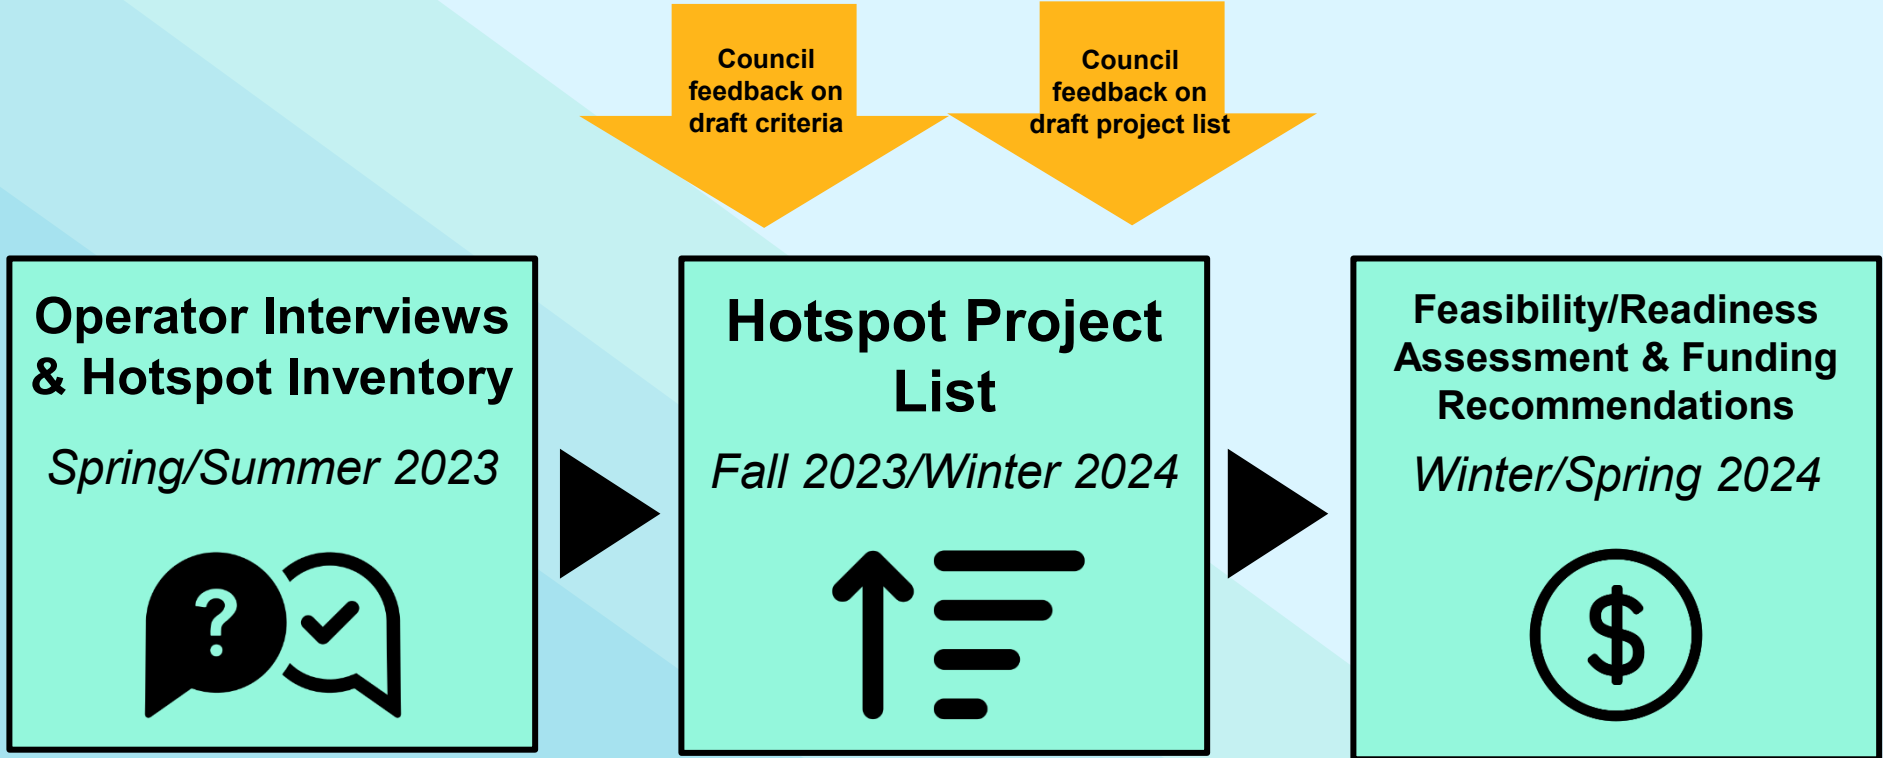 Council
feedback on
draft criteria
Council
feedback on
draft project list
Operator Interviews
& Hotspot Inventory
Spring/Summer 2023
?
Hotspot Project
List
Fall 2023/Winter 2024
Feasibility/Readiness
Assessment & Funding
Recommendations
Winter/Spring 2024
$